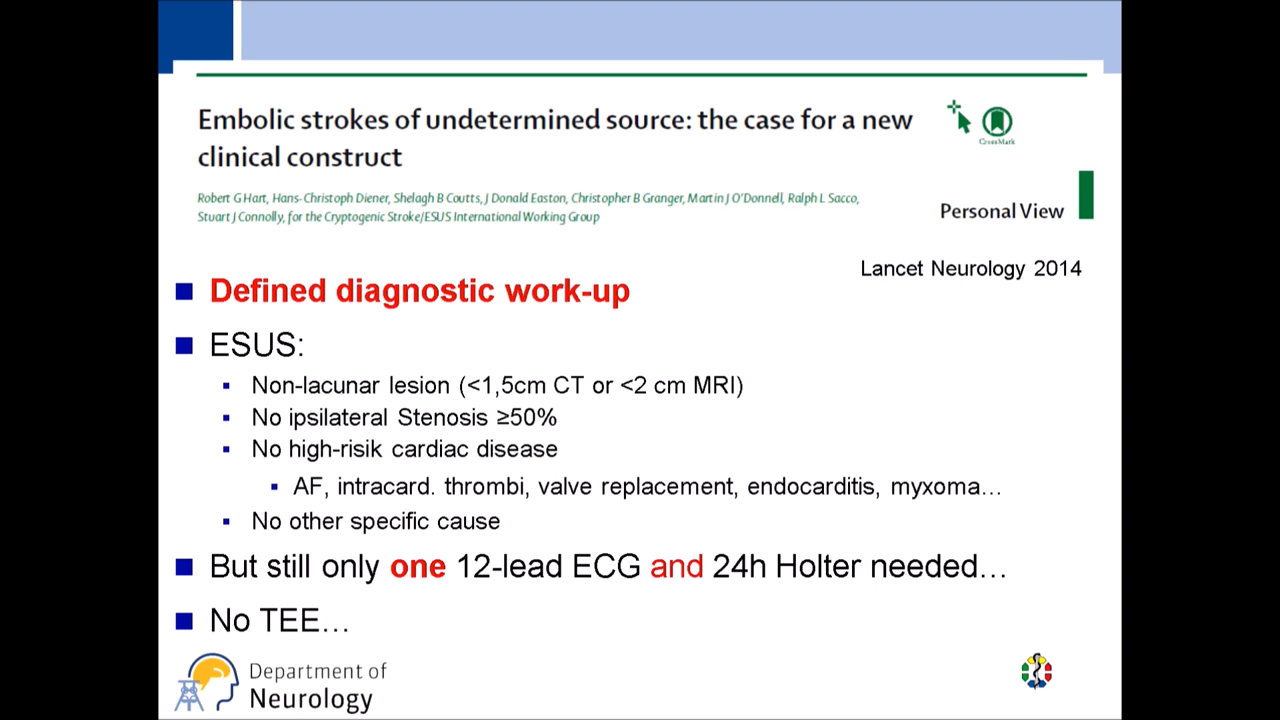 Embolic strokes of undetermined source: the case for a new
clinical construct
CrossMark
Robert G Hart, Hans-Christoph Diener, Shelagh B Coutts, J Donald Easton, Christopher B Granger, Martin J O'Donnell, Ralph L Sacco,
Stuart J Connolly, for the Cryptogenic Stroke/ESUS International Working Group
Personal View
Lancet Neurology 2014
■ Defined diagnostic work-up
■ ESUS:
▪ Non-lacunar lesion (<1,5cm CT or <2 cm MRI)
▪ No ipsilateral Stenosis ≥50%
▪ No high-risik cardiac disease
▪ AF, intracard. thrombi, valve replacement, endocarditis, myxoma…
▪ No other specific cause
■ But still only one 12-lead ECG and 24h Holter needed…
■ No TEE…
Department of
Neurology